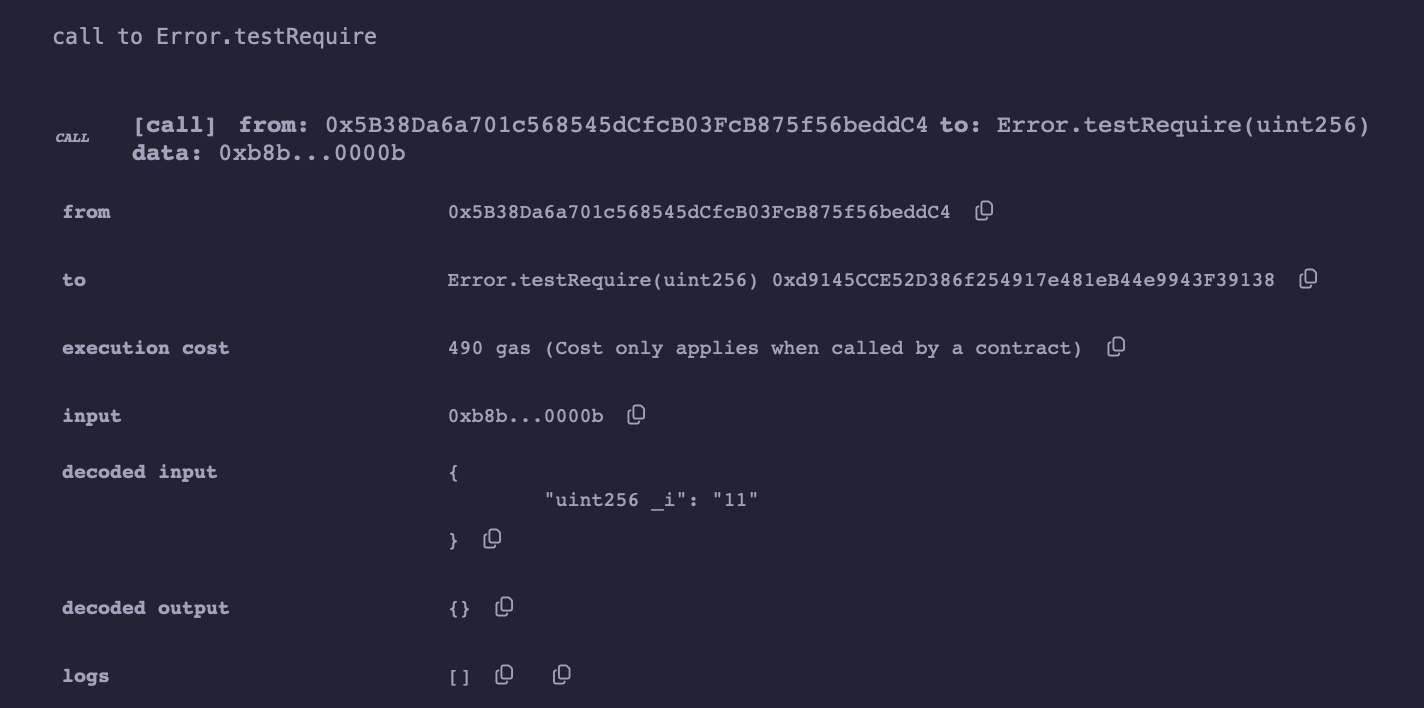 call to Error.testRequire
CALL
[call] from: 0x5B38Da6a701c568545dCfcB03FcB875f56beddC4 to: Error.testRequire(uint256)
data: 0xb8b...0000b
from 0x5B38Da6a701c568545dCfcB03FcB875f56beddC4
to Error.testRequire(uint256) 0xd9145CCE52D386f254917e481eB44e9943F39138
execution cost 490 gas (Cost only applies when called by a contract)
input 0xb8b...0000b
decoded input {
"uint256 _i": "11"
}
decoded output {}
logs []